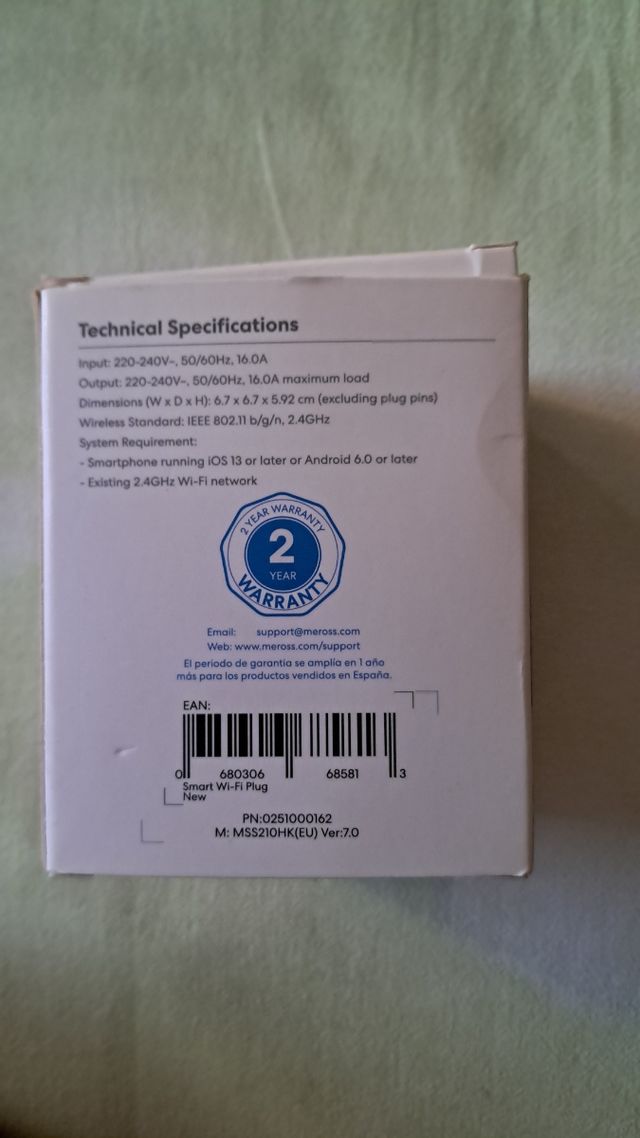 Technical Specifications
Input: 220-240V~, 50/60Hz, 16.0A
Output: 220-240V~, 50/60Hz, 16.0A maximum load
Dimensions (W x D x H): 6.7 x 6.7 x 5.92 cm (excluding plug pins)
Wireless Standard: IEEE 802.11 b/g/n, 2.4GHz
System Requirement:
- Smartphone running iOS 13 or later or Android 6.0 or later
- Existing 2.4GHz Wi-Fi network
2 YEAR WARRANTY
2
YEAR
WARRANTY
Email: support@meross.com
Web: www.meross.com/support
El periodo de garantía se amplía en 1 año
más para los productos vendidos en España.
EAN:
0 680306 68581 3
Smart Wi-Fi Plug
New
PN:0251000162
M: MSS210HK(EU) Ver:7.0